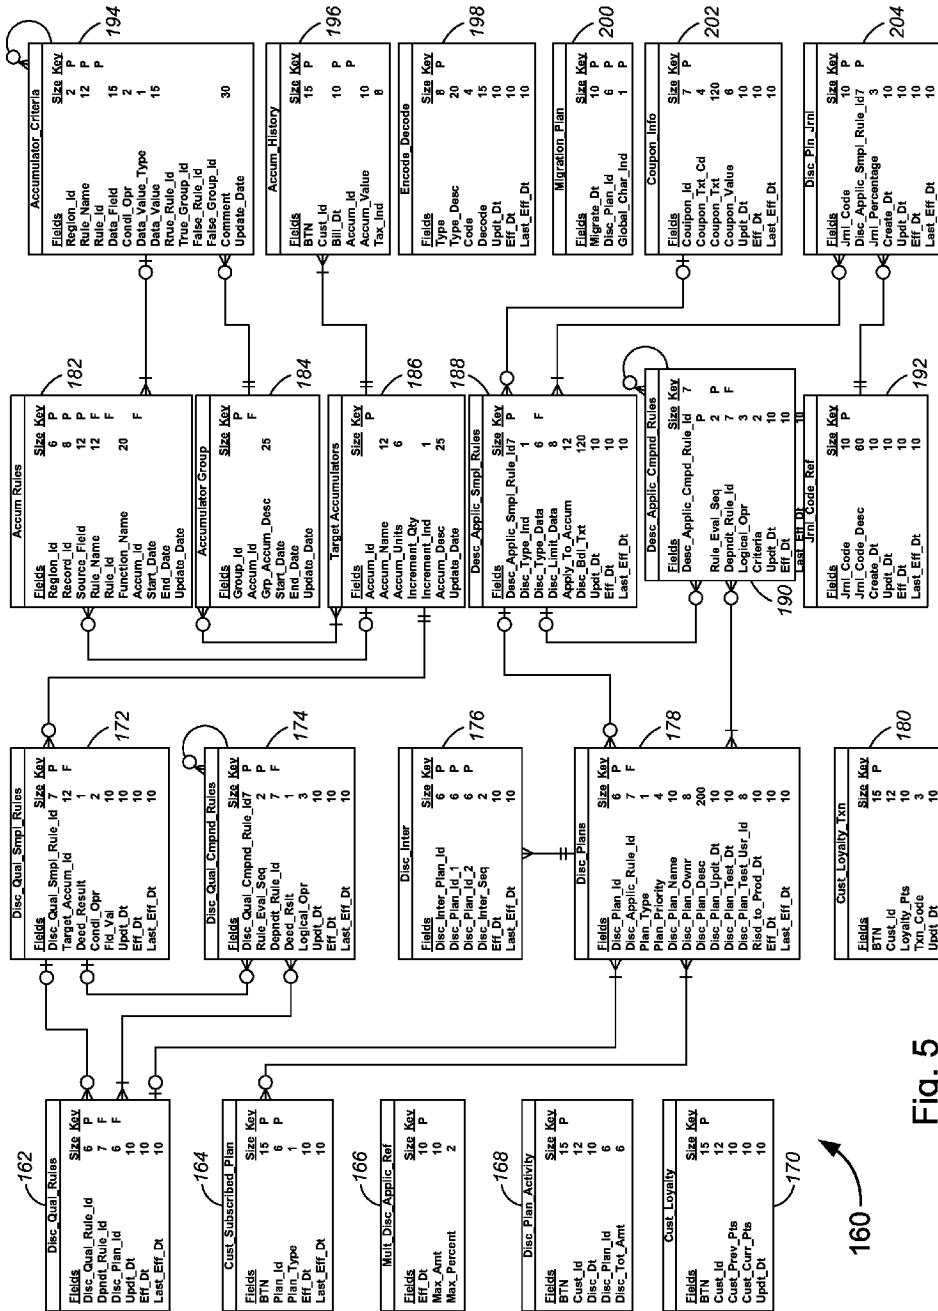 Disc_Qual_Rules
Fields Size Key
Disc_Qual_Rule_Id 6 P
Dpndt_Rule_Id 7 F
Disc_Plan_Id 6 F
Updt_Dt 10
Eff_Dt 10
Last_Eff_Dt 10
162
Cust_Subscribed_Plan
Fields Size Key
BTN 15 P
Plan_Id 6 P
Plan_Type 1
Eff_Dt 10
Last_Eff_Dt 10
164
Mult_Disc_Applic_Ref
Fields Size Key
Eff_Dt 10 P
Max_Amt 10
Max_Percent 2
166
Disc_Plan_Activity
Fields Size Key
BTN 15 P
Cust_Id 12
Disc_Dt 10
Disc_Plan_Id 6
Disc_Tot_Amt 6
168
Cust_Loyalty
Fields Size Key
BTN 15 P
Cust_Id 12
Cust_Prev_Pts 10
Cust_Curr_Pts 10
Updt_Dt 10
170
Disc_Qual_Smpl_Rules
Fields Size Key
Disc_Qual_Smpl_Rule_Id 7 P
Target_Accum_Id 12 F
Deed_Result 1
Condl_Opr 2
Fld_Val 10
Updt_Dt 10
Eff_Dt 10
Last_Eff_Dt 10
172
Disc_Qual_Cmpnd_Rules
Fields Size Key
Disc_Qual_Cmpnd_Rule_Id 7 P
Rule_Eval_Seq 2 P
Depndt_Rule_Id 7 F
Deed_Rslt 1
Logical_Opr 3
Updt_Dt 10
Eff_Dt 10
Last_Eff_Dt 10
174
Disc_Inter
Fields Size Key
Disc_Inter_Plan_Id 6 P
Disc_Plan_Id_1 6 P
Disc_Plan_Id_2 6 P
Disc_Inter_Seq 2
Eff_Dt 10
Last_Eff_Dt 10
176
Disc_Plans
Fields Size Key
Disc_Plan_Id 6 P
Disc_Applic_Rule_Id 7 F
Plan_Type 1
Plan_Priority 4
Disc_Plan_Name 10
Disc_Plan_Ownr 8
Disc_Plan_Desc 200
Disc_Plan_Updt_Dt 10
Disc_Plan_Test_Dt 10
Disc_Plan_Test_Usr_Id 8
Rlsd_to_Prod_Dt 10
Eff_Dt 10
Last_Eff_Dt 10
178
Cust_Loyalty_Txn
Fields Size Key
BTN 15 P
Cust_Id 12
Loyalty_Pts 10
Txn_Code 3
Updt_Dt 10
180
Accum Rules
Fields Size Key
Region_Id 6 P
Record_Id 8 P
Source_Field 12 P
Rule_Name 12 F
Rule_Id F
Function_Name 20
Accum_Id F
Start_Date
End_Date
Update_Date
182
Accumulator Group
Fields Size Key
Group_Id P
Accum_Id F
Grp_Accum_Desc 25
Start_Date
End_Date
Update_Date
184
Target Accumulators
Fields Size Key
Accum_Id P
Accum_Name 12
Accum_Units 6
Increment_Qty
Increment_Ind 1
Accum_Desc 25
Update_Date
186
Desc_Applic_Smpl_Rules
Fields Size Key
Desc_Applic_Smpl_Rule_Id7 P
Disc_Type_Ind 1
Disc_Type_Data 6 F
Disc_Limit_Data 8
Apply_To_Accum 12
Disc_Bdl_Txt 120
Updt_Dt 10
Eff_Dt 10
Last_Eff_Dt 10
188
Desc_Applic_Cmpnd_Rules
Fields Size Key
Desc_Applic_Cmpd_Rule_Id 7
P
Rule_Eval_Seq 2 P
Depndt_Rule_Id 7 F
Logical_Opr 3
Criteria 2
Updt_Dt 10
Eff_Dt 10
Last_Eff_Dt 10
190
Jrnl_Code_Ref
Fields Size Key
Jrnl_Code 10 P
Jrnl_Code_Desc 60
Create_Dt 10
Updt_Dt 10
Eff_Dt 10
Last_Eff_Dt 10
192
Accumulator_Criteria
Fields Size Key
Region_Id 2 P
Rule_Name 12 P
Rule_Id P
Data_Field 15
Condl_Opr 2
Data_Value_Type 1
Data_Value 15
Rrue_Rule_Id
True_Group_Id
False_Rule_Id
False_Group_Id
Comment 30
Update_Date
194
Accum_History
Fields Size Key
BTN 15 P
Cust_Id
Bill_Dt 10 P
Accum_Id P
Accum_Value 10
Tax_Ind 8
196
Encode_Decode
Fields Size Key
Type 8 P
Type_Desc 20
Code 4
Decode 15
Updt_Dt 10
Eff_Dt 10
Last_Eff_Dt 10
198
Migration_Plan
Fields Size Key
Migrate_Dt 10 P
Disc_Plan_Id 6 P
Global_Char_Ind 1
200
Coupon_Info
Fields Size Key
Coutpon_Id 7 P
Coupon_Txt_Cd 4
Coupon_Txt 120
Coupon_Value 6
Updt_Dt 10
Eff_Dt 10
Last_Eff_Dt 10
202
Disc_Pln_Jrnl
Fields Size Key
Jrnl_Code 10 P
Disc_Applic_Smpl_Rule_Id7 P
Jrnl_Percentage 3
Create_Dt 10
Updt_Dt 10
Eff_Dt 10
Last_Eff_Dt 10
204
160
Fig. 5